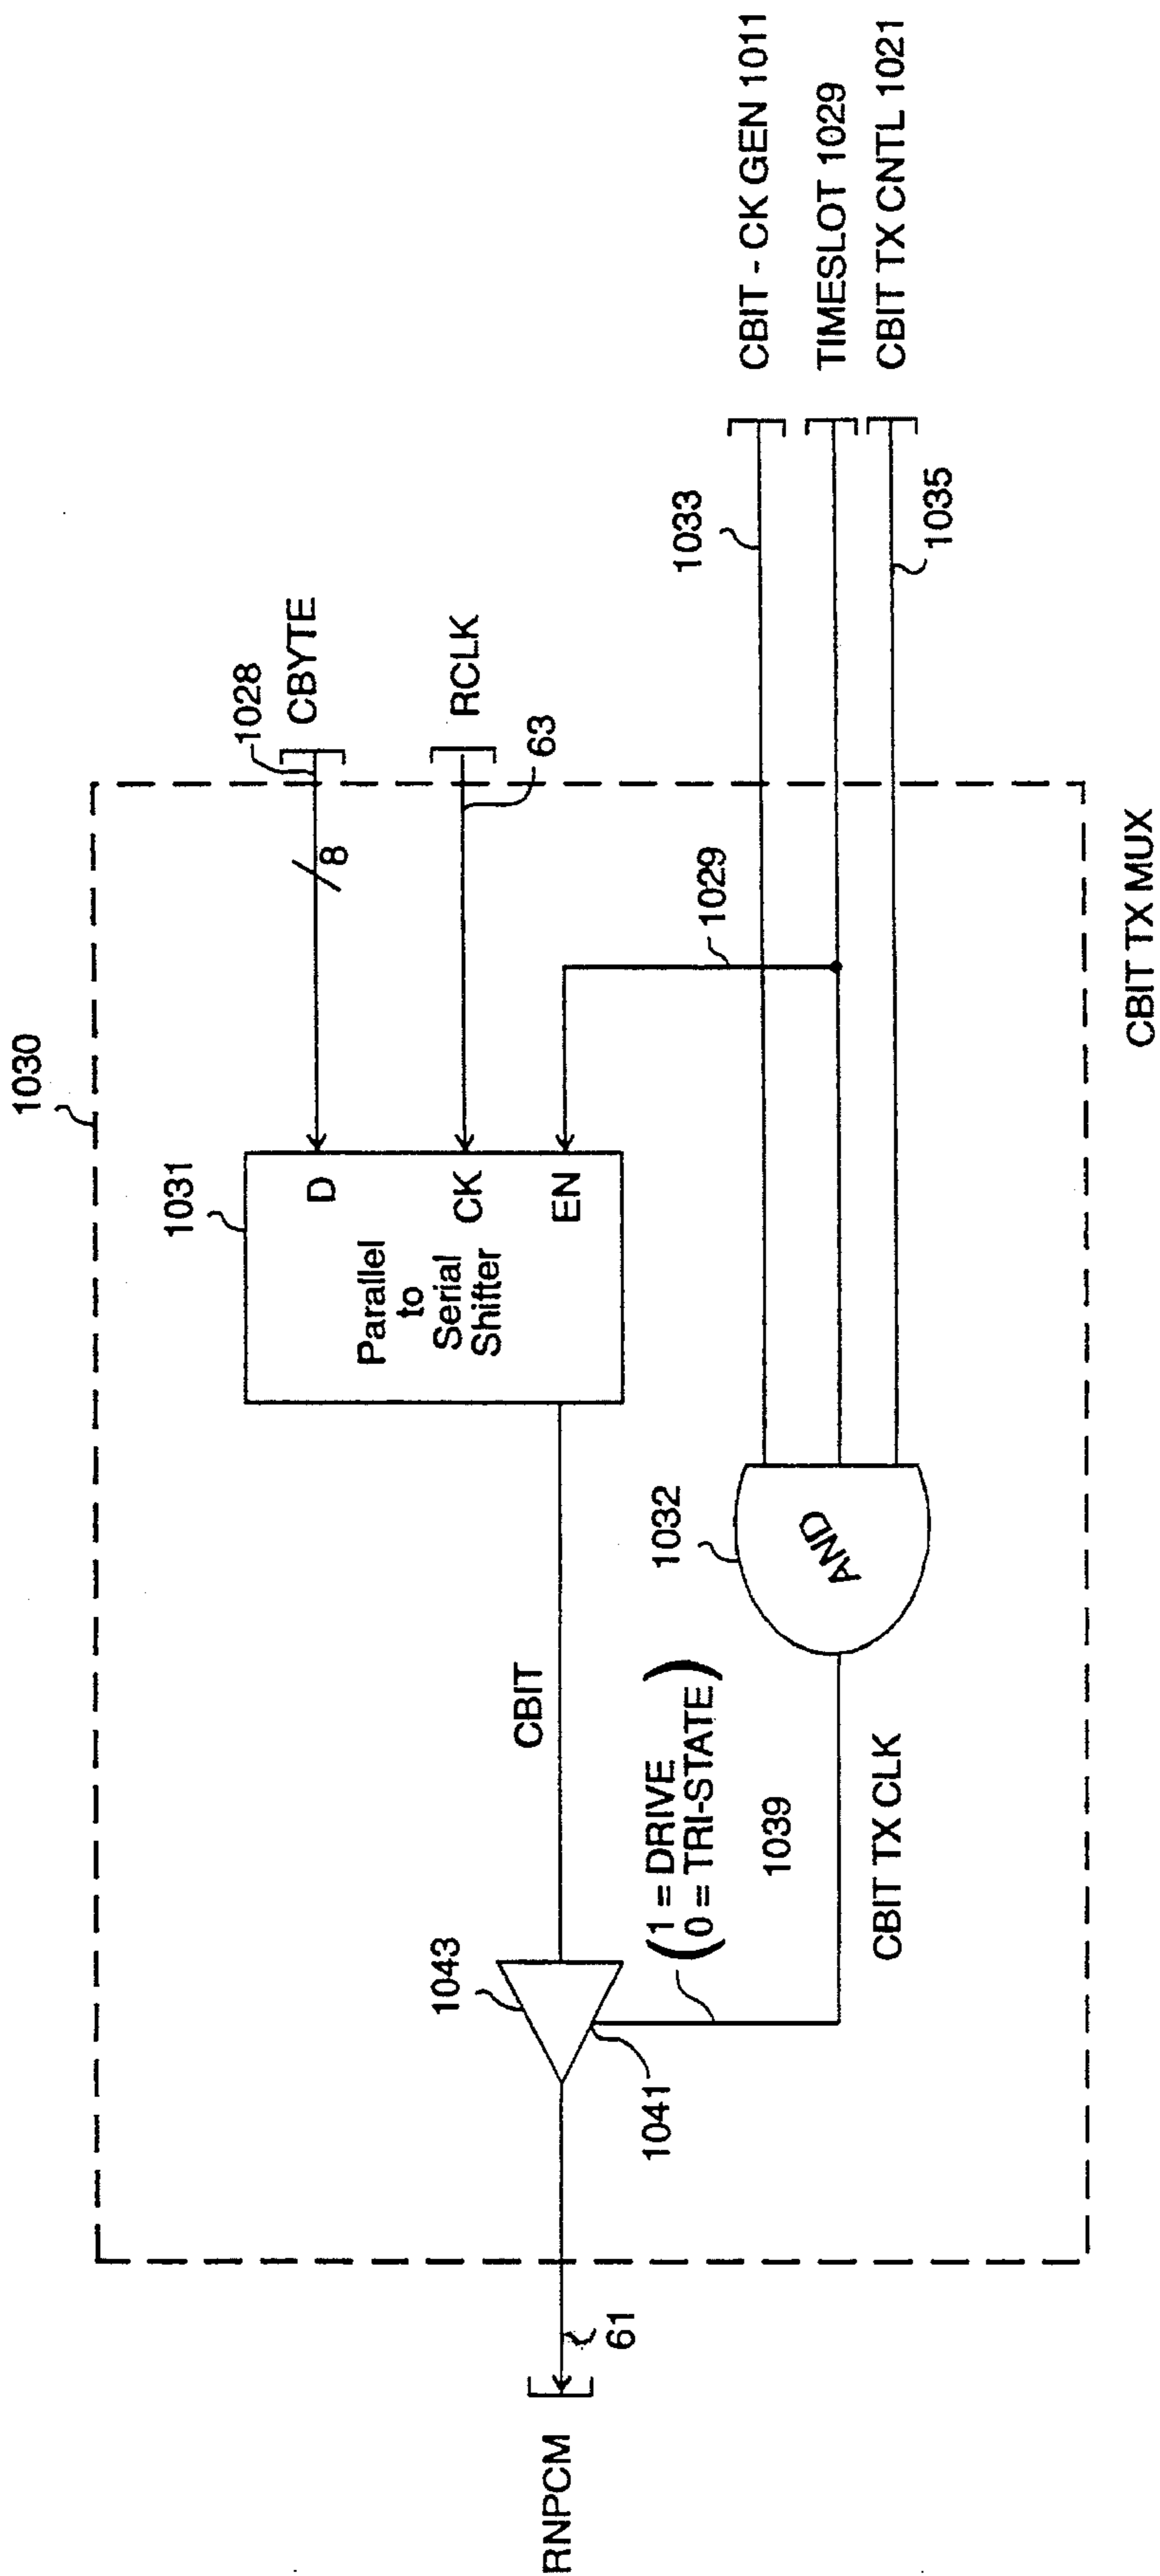 1030
1031
Parallel
to
Serial
Shifter
D
CK
EN
1028
CBYTE
8
RCLK
63
1029
1033
1035
CBIT - CK GEN 1011
TIMESLOT 1029
CBIT TX CNTL 1021
RNPCM
61
1043
1041
CBIT
(1 = DRIVE
0 = TRI-STATE)
1039
CBIT TX CLK
1032
AND
CBIT TX MUX